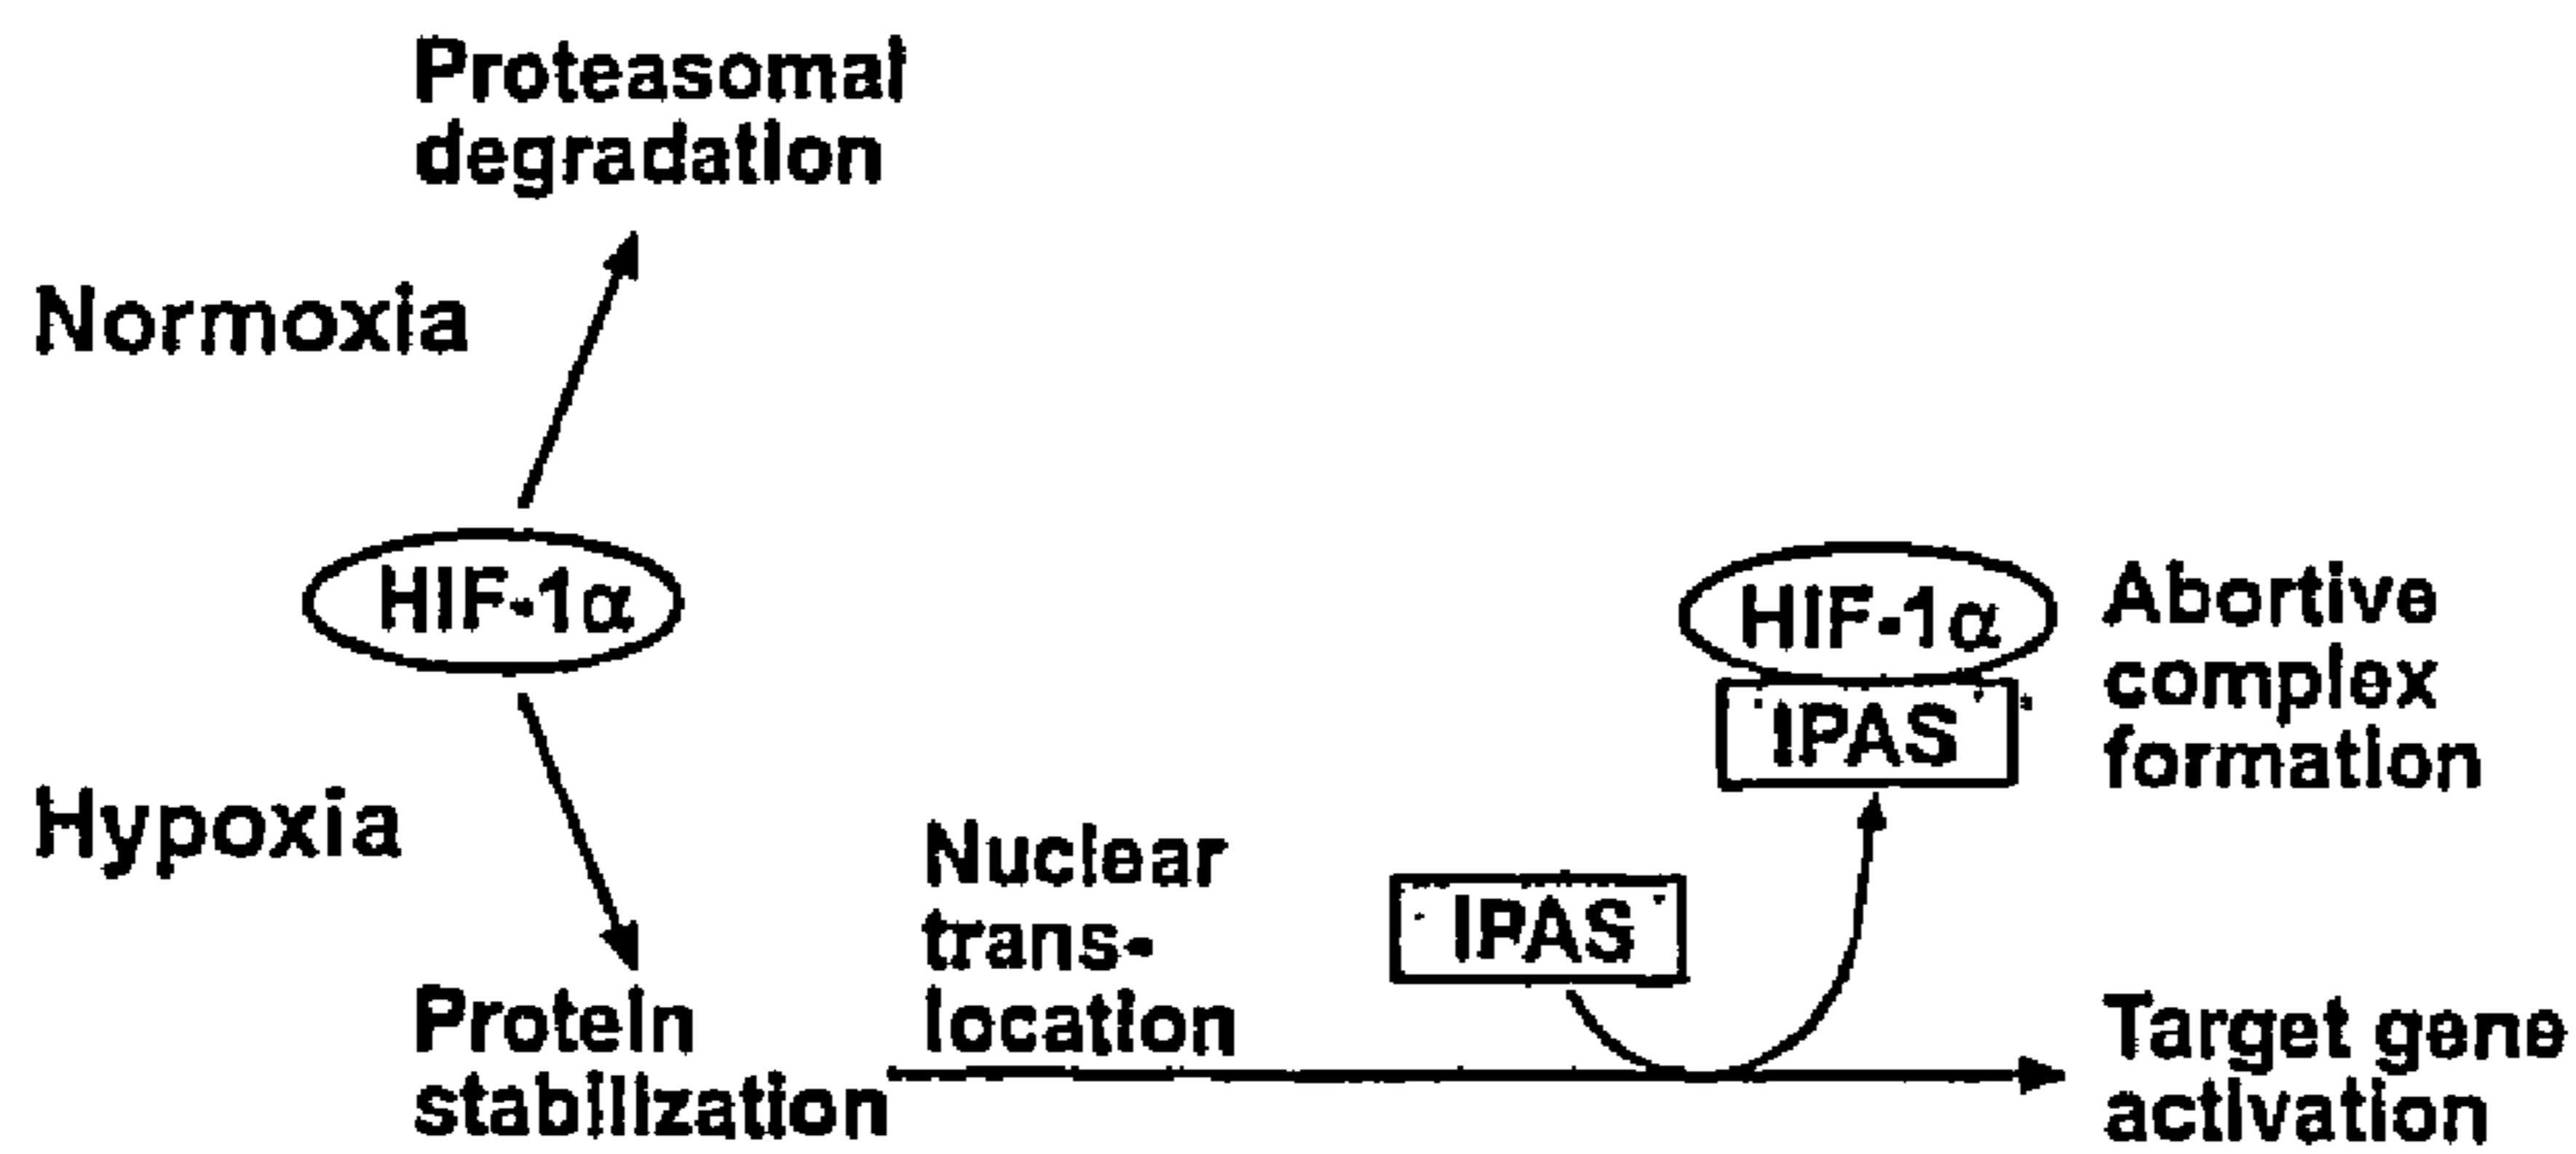 Proteasomal
degradation
Normoxia
HIF-1α
Hypoxia
Protein
stabilization
Nuclear
trans-
location
IPAS
HIF-1α
IPAS
Abortive
complex
formation
Target gene
activation